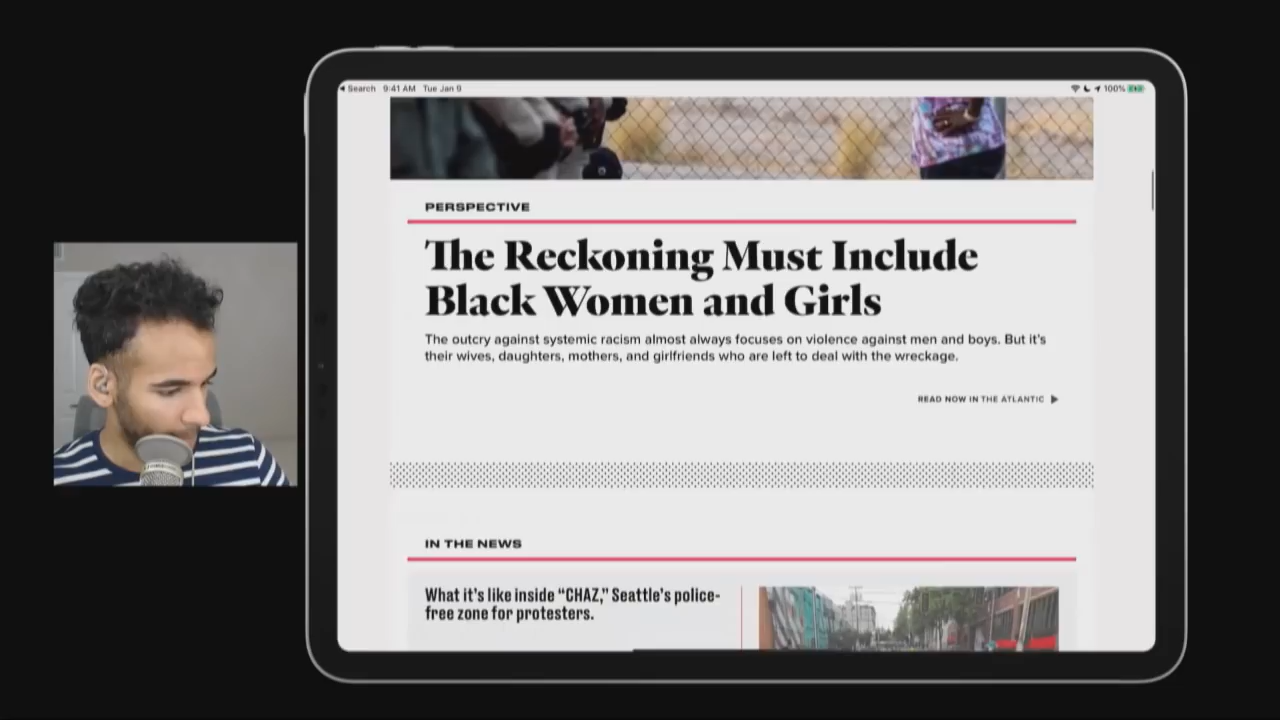 Search 9:41 AM Tue Jan 9 100%
PERSPECTIVE
The Reckoning Must Include
Black Women and Girls
The outcry against systemic racism almost always focuses on violence against men and boys. But it's
their wives, daughters, mothers, and girlfriends who are left to deal with the wreckage.
READ NOW IN THE ATLANTIC
IN THE NEWS
What it's like inside “CHAZ,” Seattle's police-
free zone for protesters.